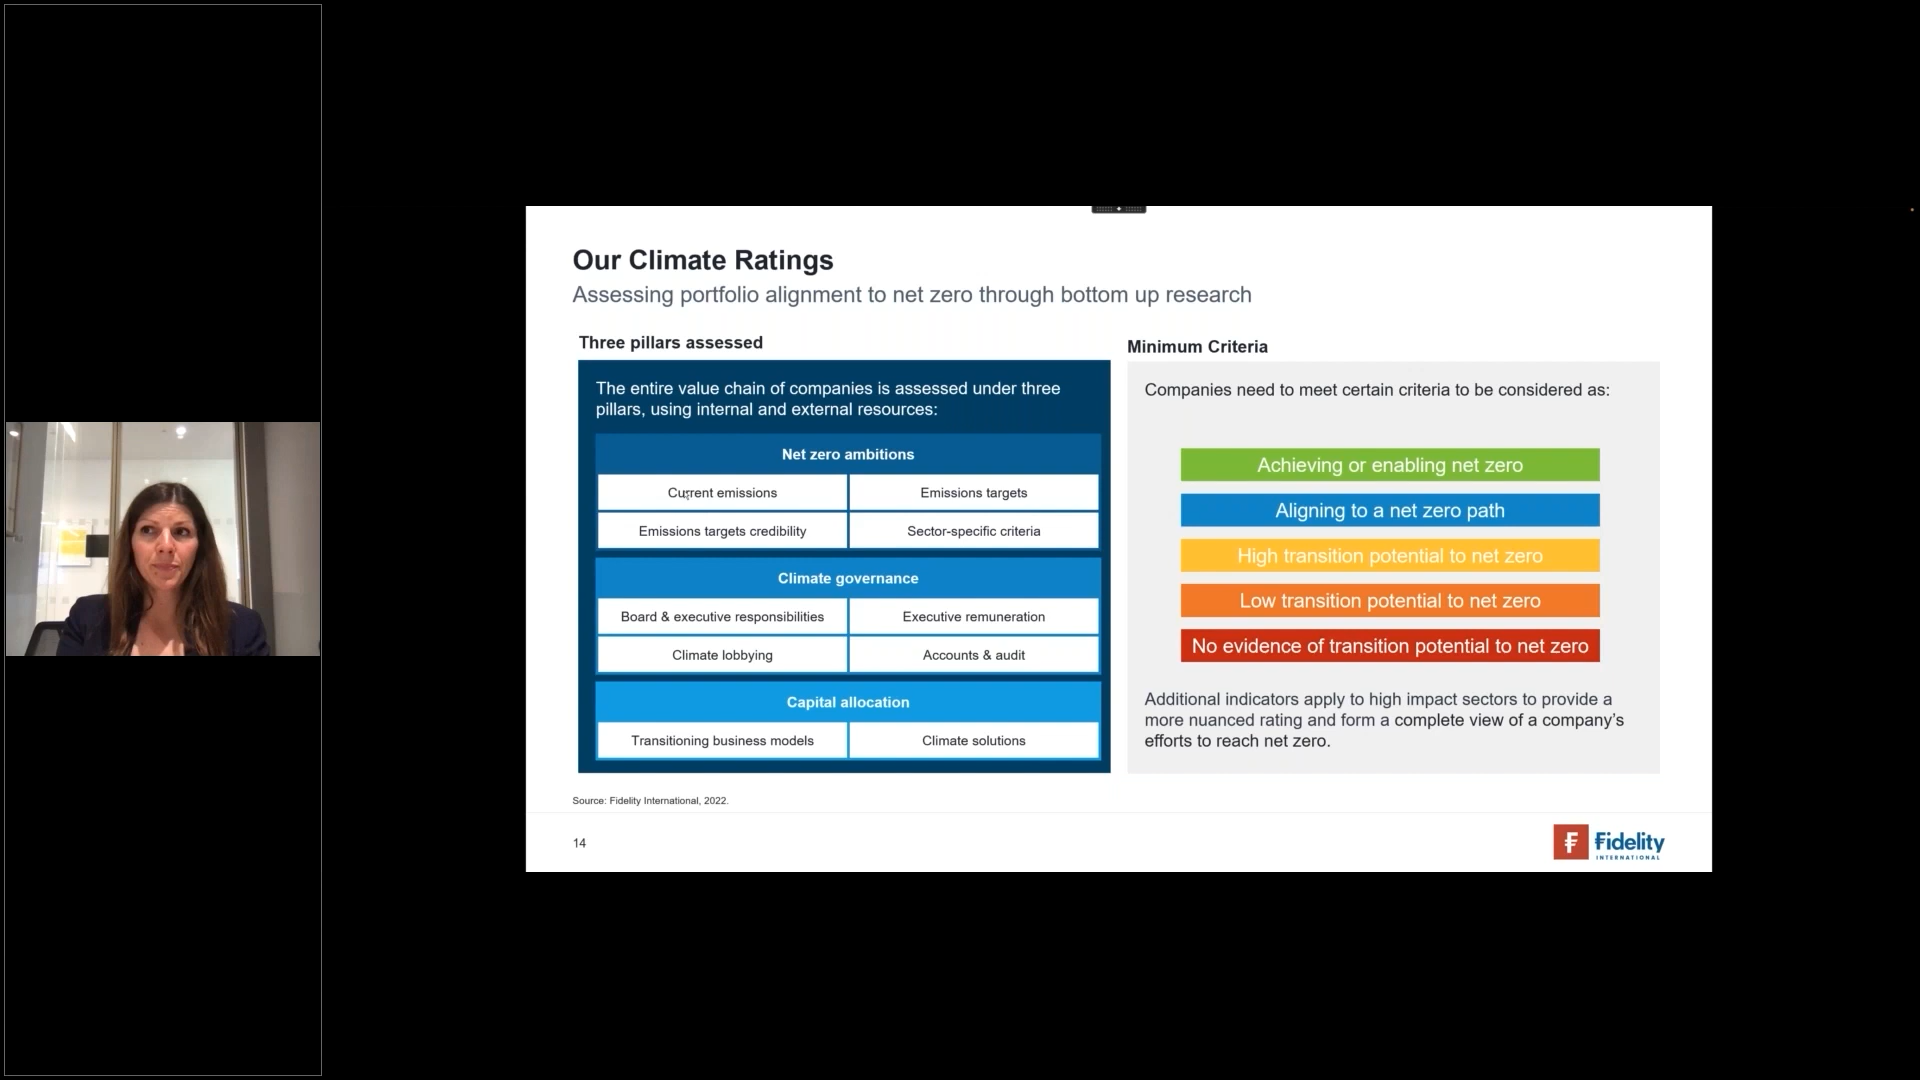 Our Climate Ratings
Assessing portfolio alignment to net zero through bottom up research
Three pillars assessed
The entire value chain of companies is assessed under three
pillars, using internal and external resources:
Net zero ambitions
Current emissions
Emissions targets
Emissions targets credibility
Sector-specific criteria
Climate governance
Board & executive responsibilities
Executive remuneration
Climate lobbying
Accounts & audit
Capital allocation
Transitioning business models
Climate solutions
Minimum Criteria
Companies need to meet certain criteria to be considered as:
Achieving or enabling net zero
Aligning to a net zero path
High transition potential to net zero
Low transition potential to net zero
No evidence of transition potential to net zero
Additional indicators apply to high impact sectors to provide a
more nuanced rating and form a complete view of a company’s
efforts to reach net zero.
Source: Fidelity International, 2022.
14
F
Fidelity
INTERNATIONAL